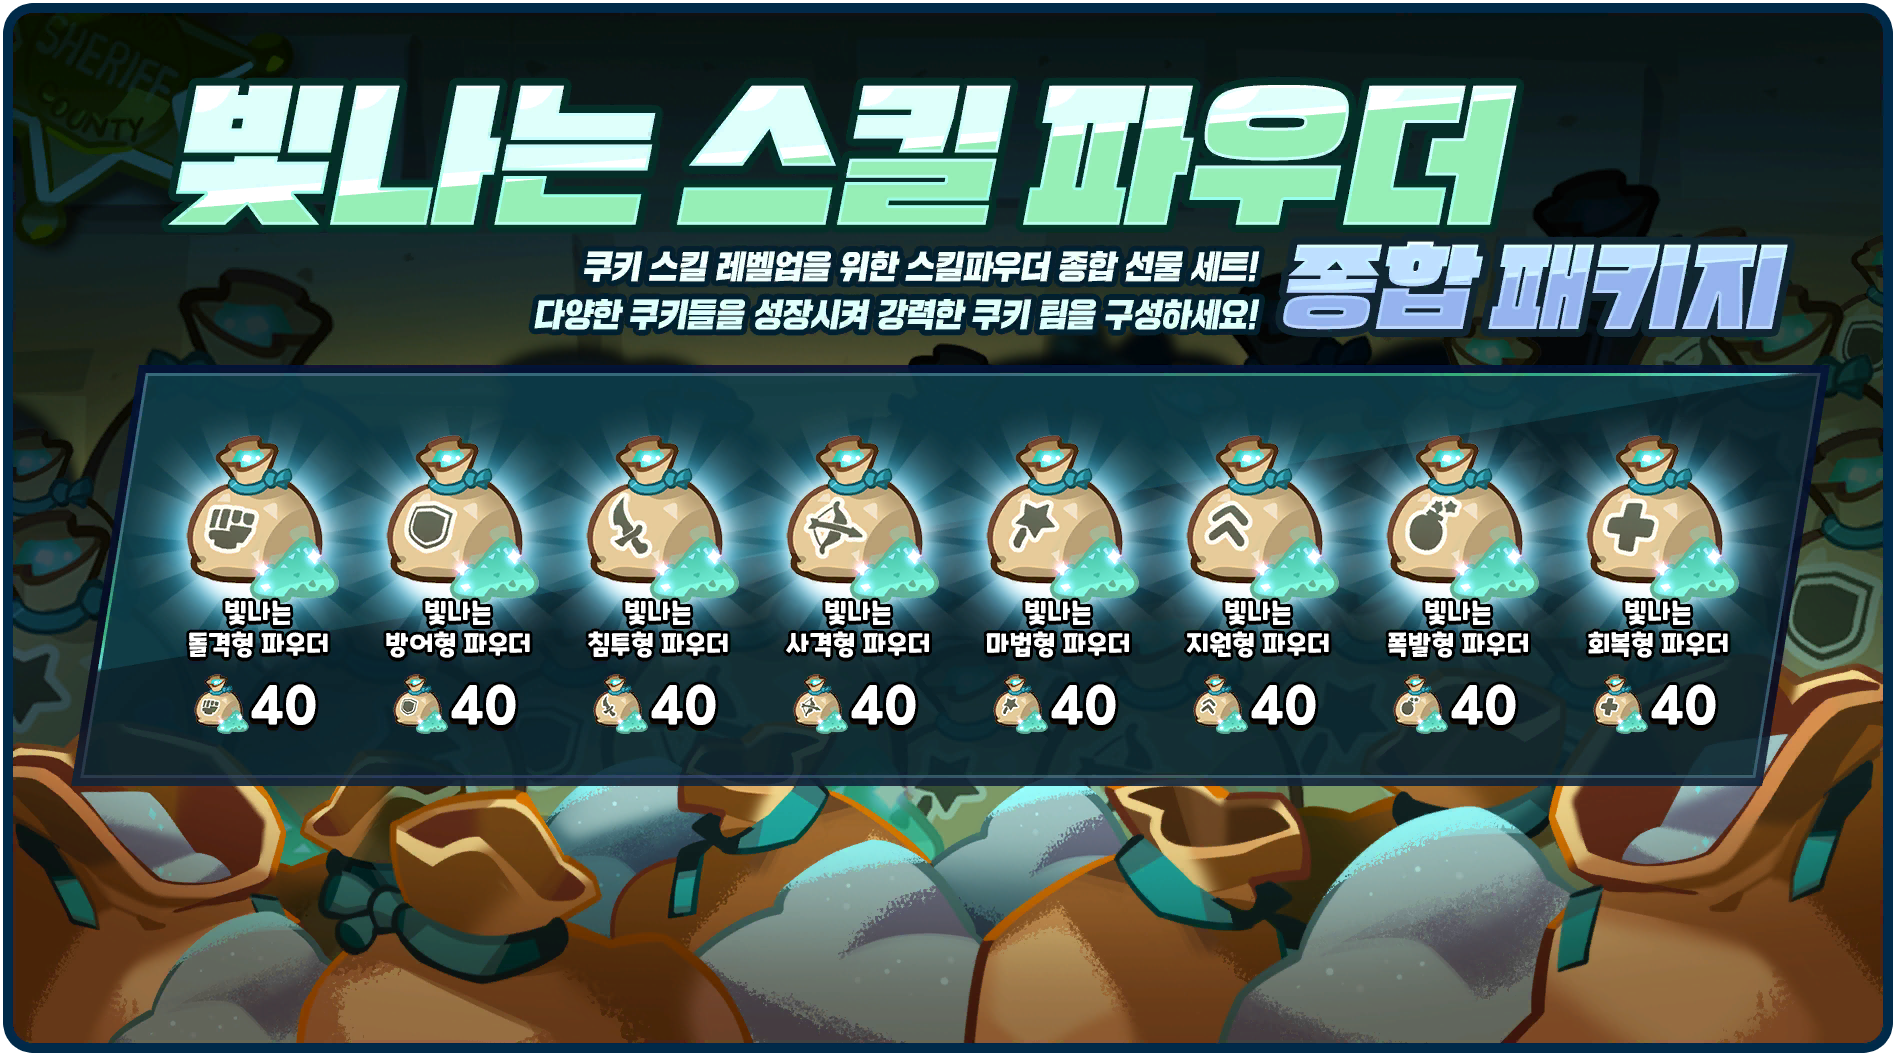 SHERIFF
COUNTY
빛나는 스킬 파우더
종합 패키지
쿠키 스킬 레벨업을 위한 스킬파우더 종합 선물 세트!
다양한 쿠키들을 성장시켜 강력한 쿠키 팀을 구성하세요!
빛나는
돌격형 파우더
40
빛나는
방어형 파우더
40
빛나는
침투형 파우더
40
빛나는
사격형 파우더
40
빛나는
마법형 파우더
40
빛나는
지원형 파우더
40
빛나는
폭발형 파우더
40
빛나는
회복형 파우더
40